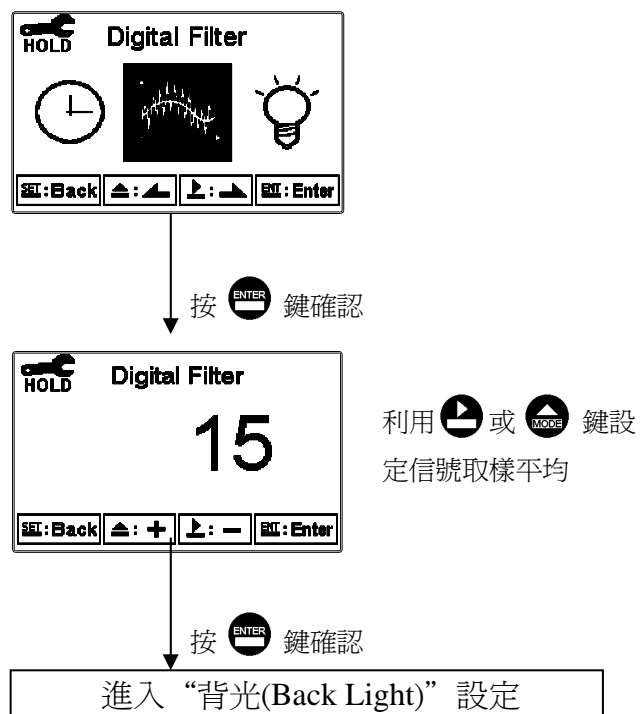 HOLD Digital Filter
SET:Back ▲: ▶: ENT:Enter
按 ENTER 鍵確認
HOLD Digital Filter
15
利用 或 MODE 鍵設
定信號取樣平均
SET:Back ▲:+ ▶:- ENT:Enter
按 ENTER 鍵確認
進入“背光(Back Light)”設定